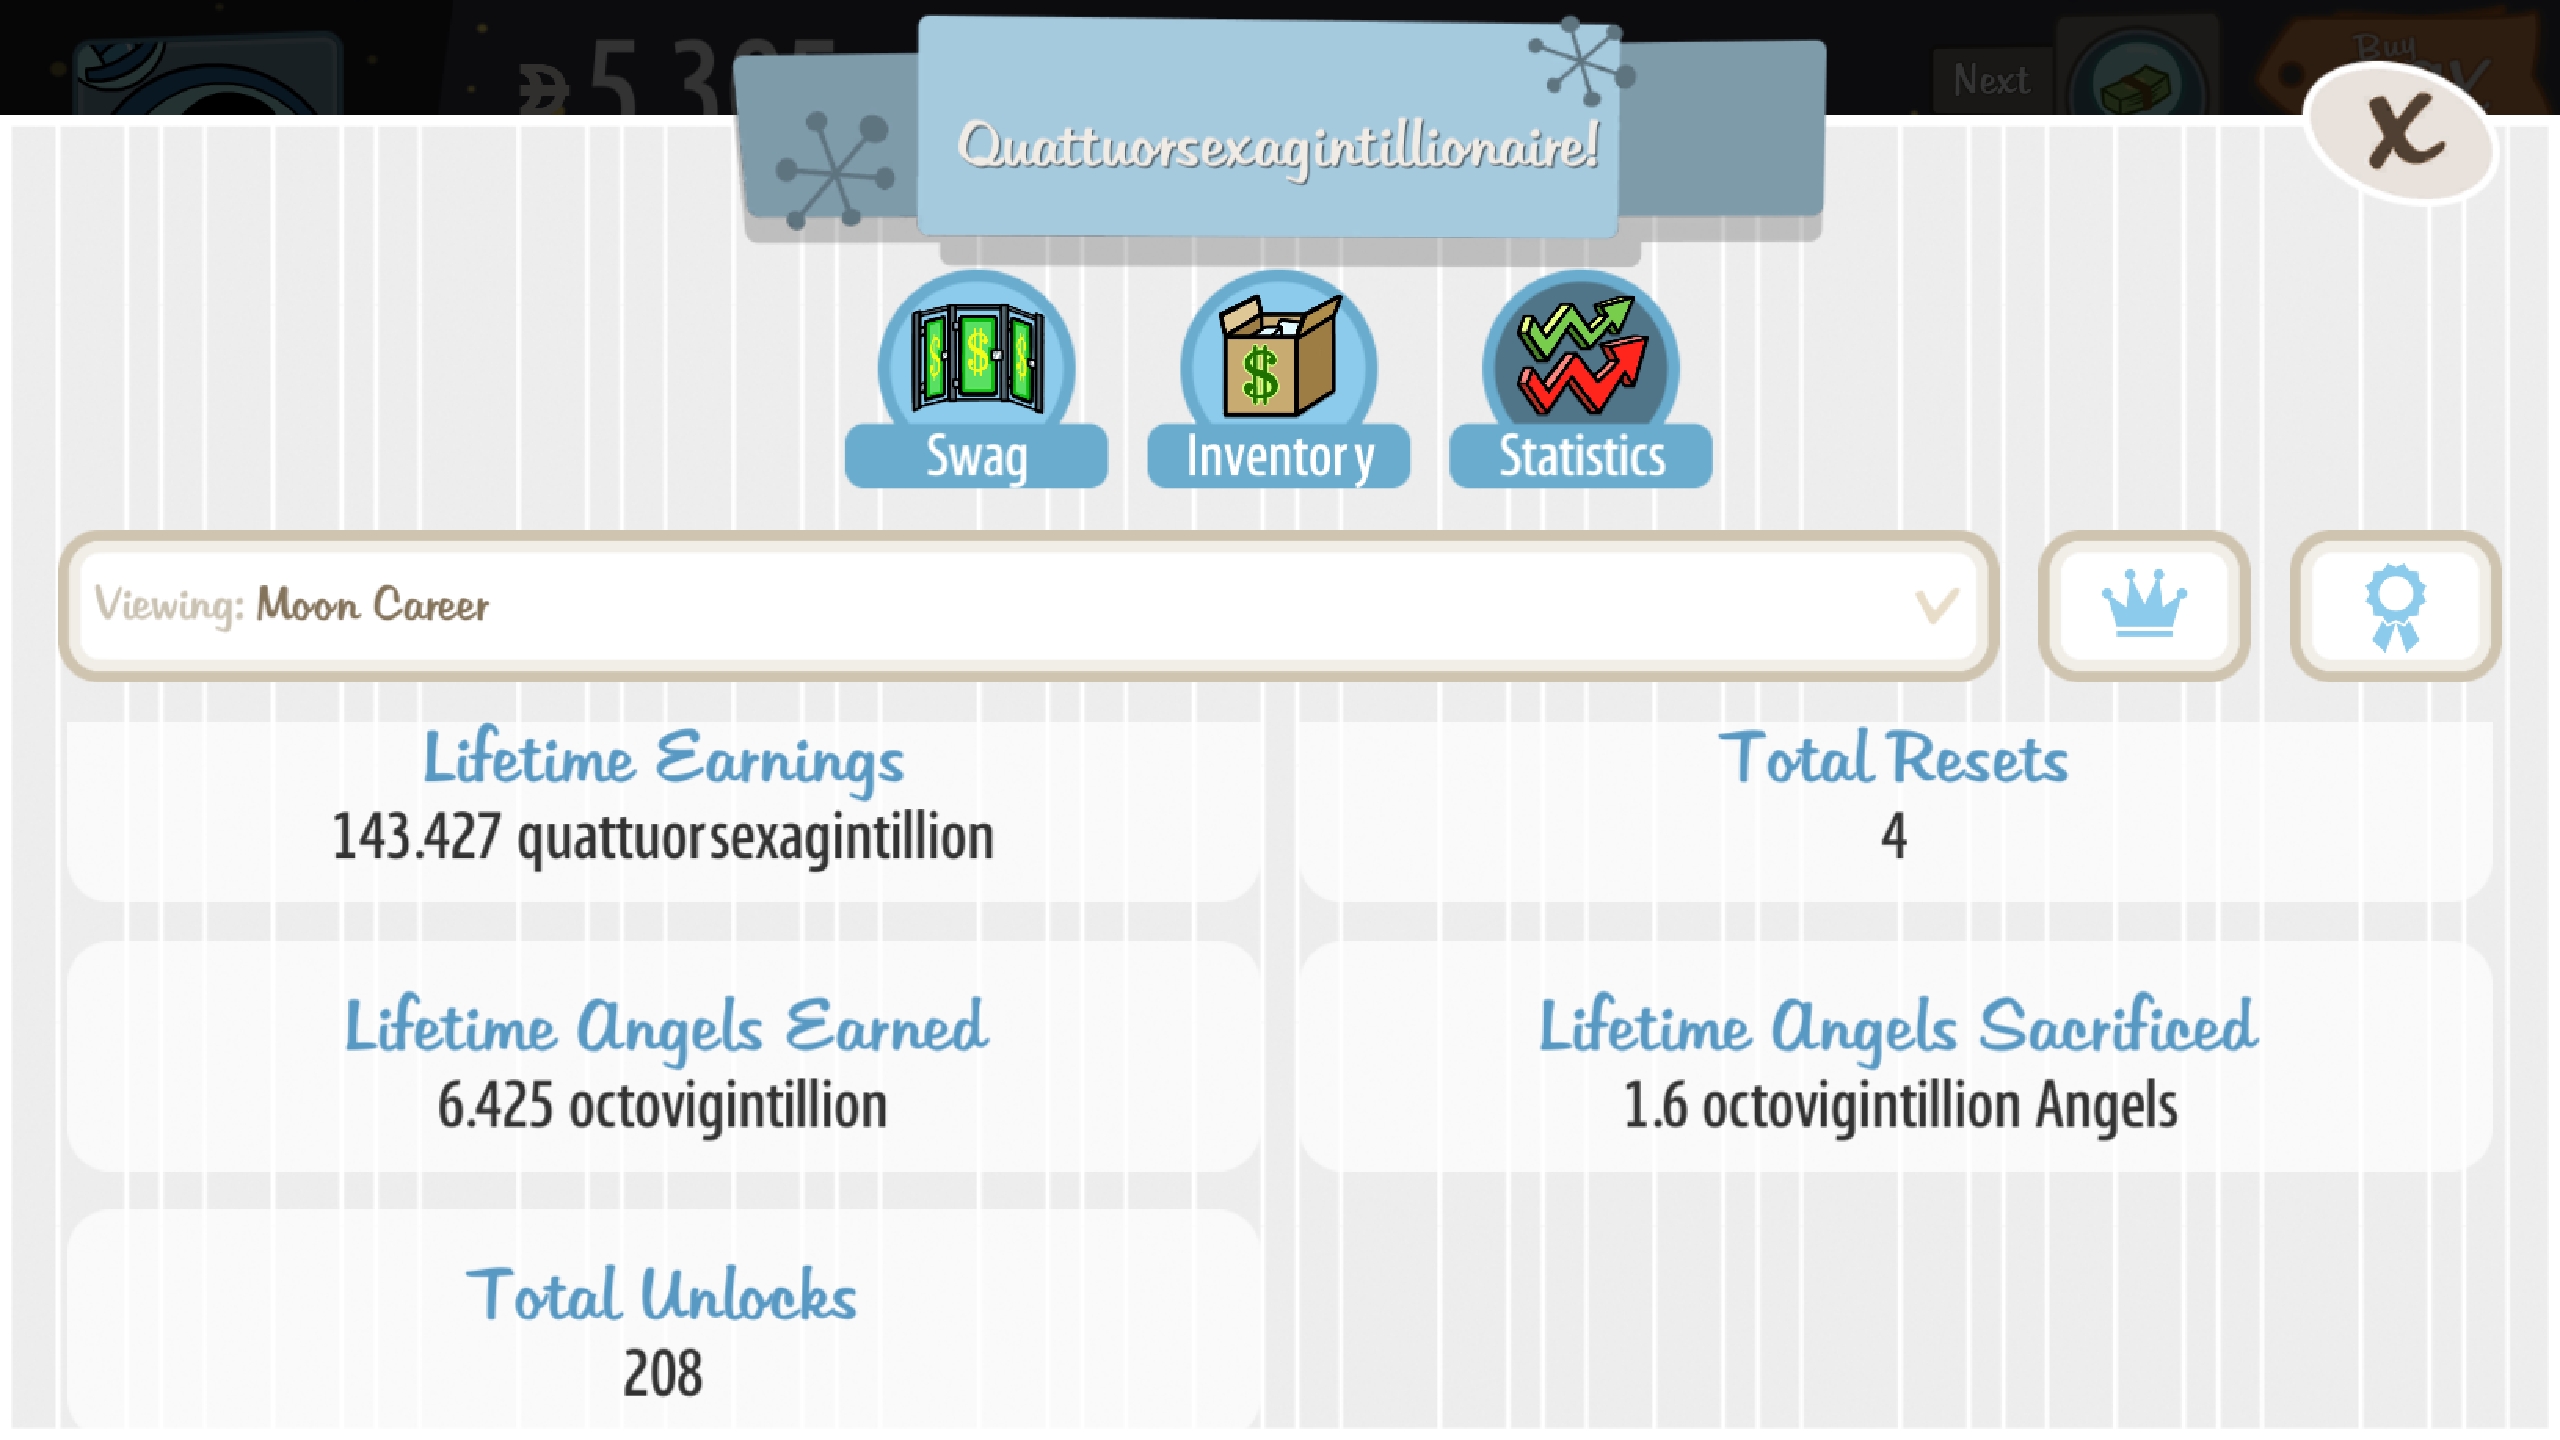 Next
Buy
Quattuorsexagintillionaire!
X
Swag
Inventory
Statistics
Viewing: Moon Career
Lifetime Earnings
143.427 quattuorsexagintillion
Total Resets
4
Lifetime Angels Earned
6.425 octovigintillion
Lifetime Angels Sacrificed
1.6 octovigintillion Angels
Total Unlocks
208